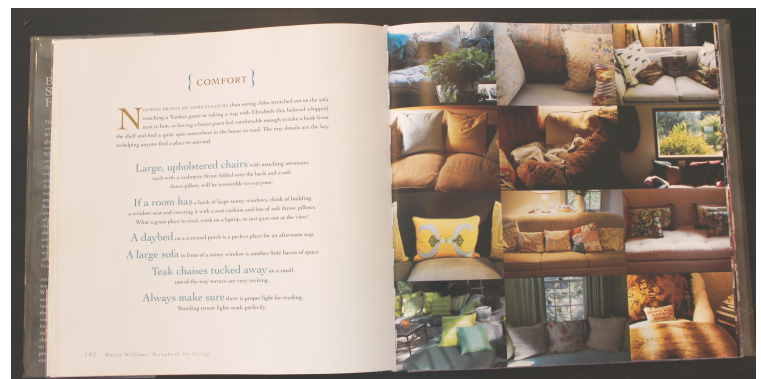 { COMFORT }
NOTHING BRINGS ME MORE PLEASURE than seeing John stretched out on the sofa
watching a Yankee game or taking a nap with Elizabeth (his beloved whippet)
next to him, or having a house guest feel comfortable enough to take a book from
the shelf and find a quiet spot somewhere in the house to read. The tiny details are the key
to helping anyone find a place to unwind.
Large, upholstered chairs with matching ottomans,
each with a cashmere throw folded over the back and a soft
down pillow, will be irresistible to everyone.
If a room has a bank of large sunny windows, think of building
a window seat and covering it with a seat cushion and lots of soft throw pillows.
What a great place to read, work on a laptop, or just gaze out at the view!
A daybed on a screened porch is a perfect place for an afternoon nap.
A large sofa in front of a sunny window is another little haven of space.
Teak chaises tucked away on a small
out-of-the-way terrace are very inviting.
Always make sure there is proper light for reading.
Standing tensor lights work perfectly.
102 Bunny Williams' Scrapbook for Living